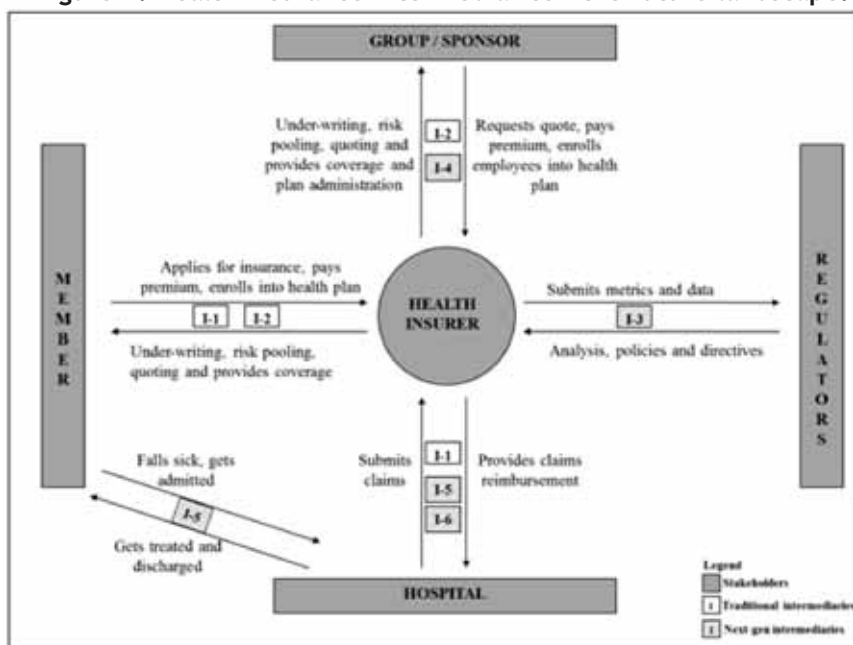 GROUP / SPONSOR
Under-writing, risk
pooling, quoting and
provides coverage and
plan administration
I-2
I-4
Requests quote, pays
premium, enrolls
employees into health
plan
MEMBER
Applies for insurance, pays
premium, enrolls into health plan
I-1
I-2
Under-writing, risk pooling,
quoting and provides coverage
HEALTH
INSURER
Submits metrics and data
I-3
Analysis, policies and directives
REGULATORS
Falls sick, gets
admitted
I-5
Gets treated and
discharged
Submits
claims
I-1
I-5
I-6
Provides claims
reimbursement
HOSPITAL
Legend
Stakeholders
I Traditional intermediaries
I Next gen intermediaries